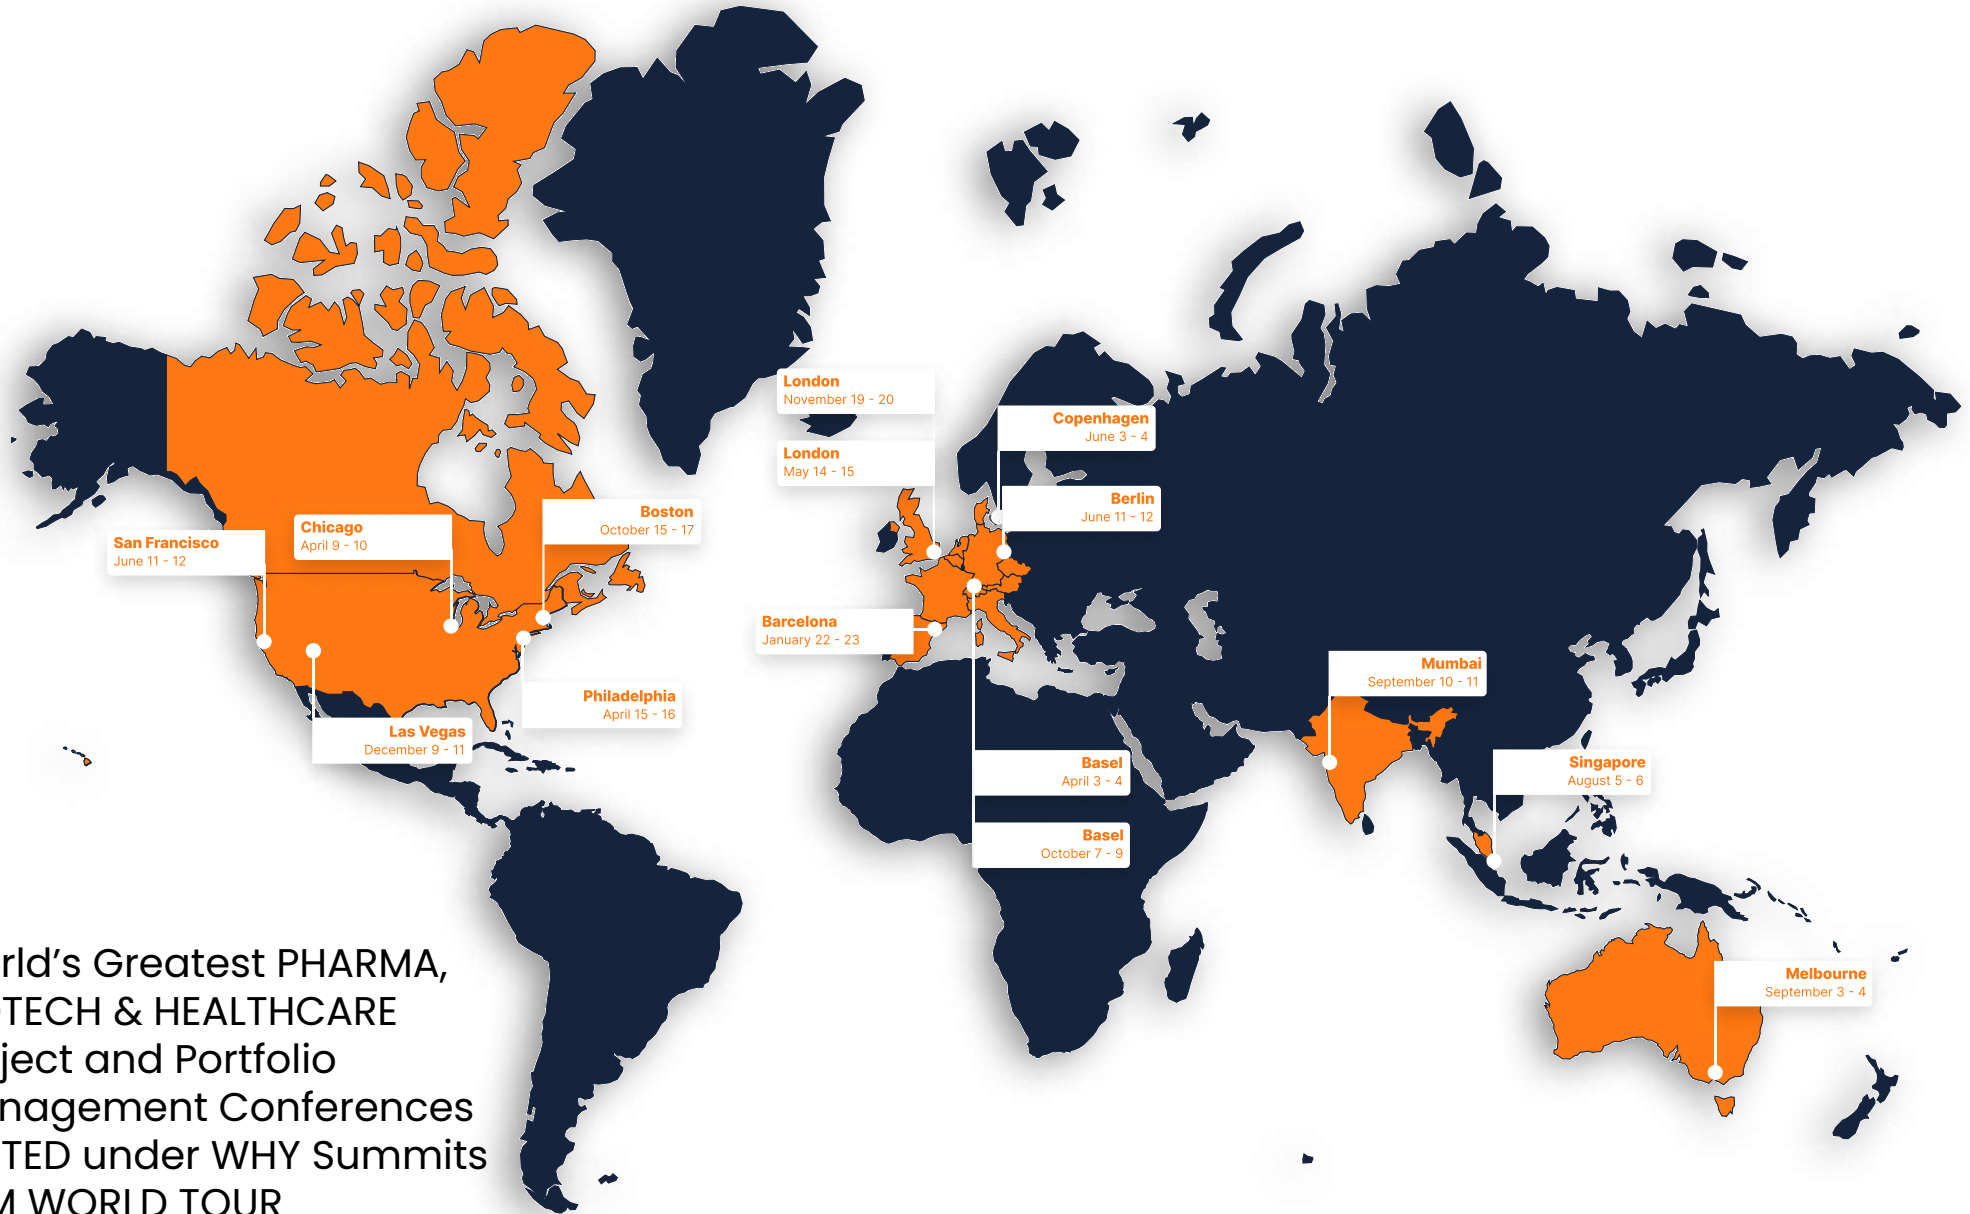 London
November 19 - 20
Copenhagen
June 3 - 4
London
May 14 - 15
Berlin
June 11 - 12
Boston
October 15 - 17
Chicago
April 9 - 10
San Francisco
June 11 - 12
Barcelona
January 22 - 23
Mumbai
September 10 - 11
Philadelphia
April 15 - 16
Las Vegas
December 9 - 11
Basel
April 3 - 4
Singapore
August 5 - 6
Basel
October 7 - 9
Melbourne
September 3 - 4
rld's Greatest PHARMA,
TECH & HEALTHCARE
ject and Portfolio
nagement Conferences
TED under WHY Summits
M WORLD TOUR